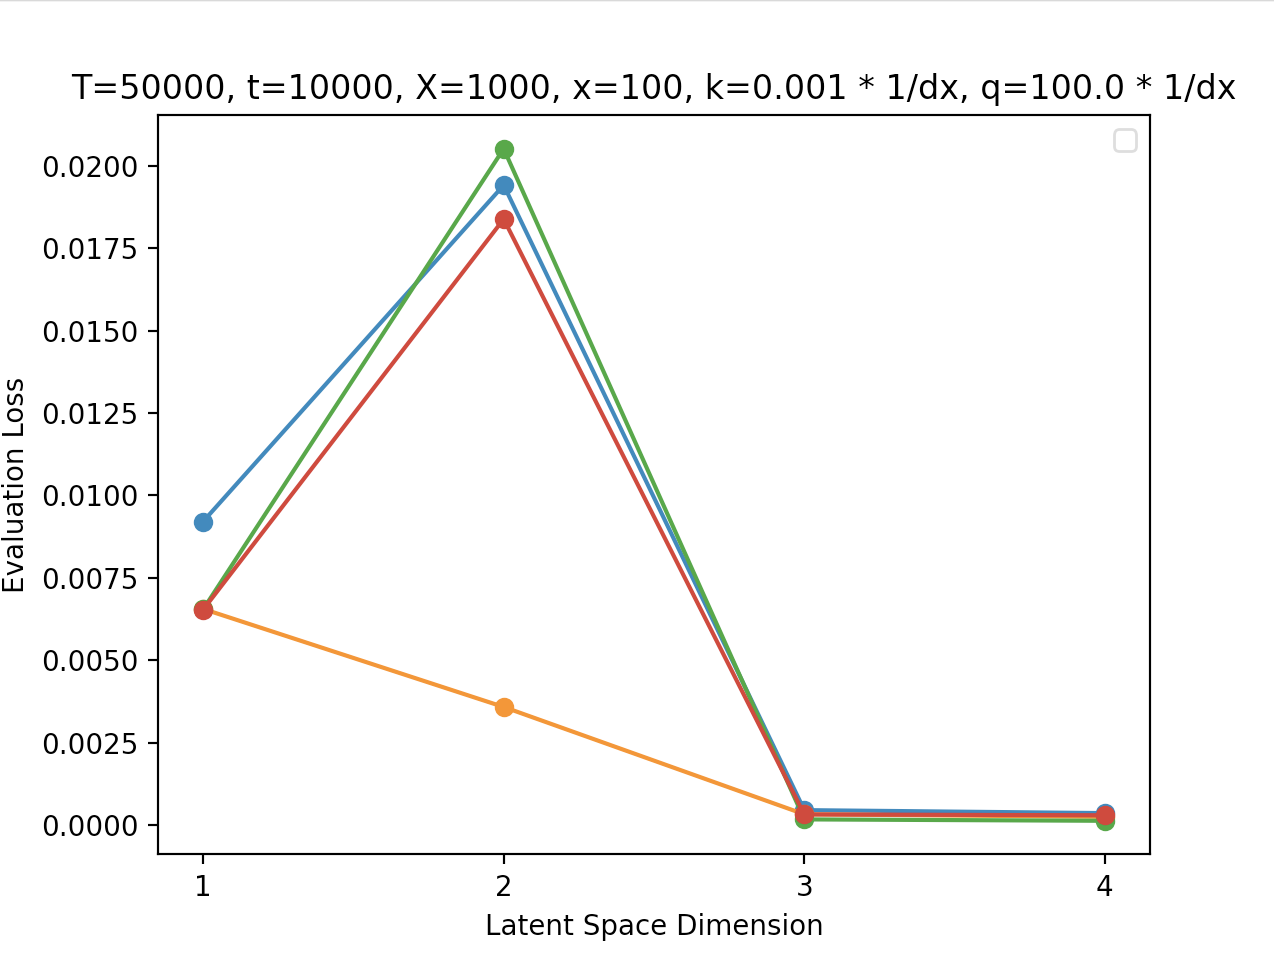 T=50000, t=10000, X=1000, x=100, k=0.001 * 1/dx, q=100.0 * 1/dx
0.0200
0.0175
0.0150
0.0125
0.0100
0.0075
0.0050
0.0025
0.0000
Evaluation Loss
1 2 3 4
Latent Space Dimension